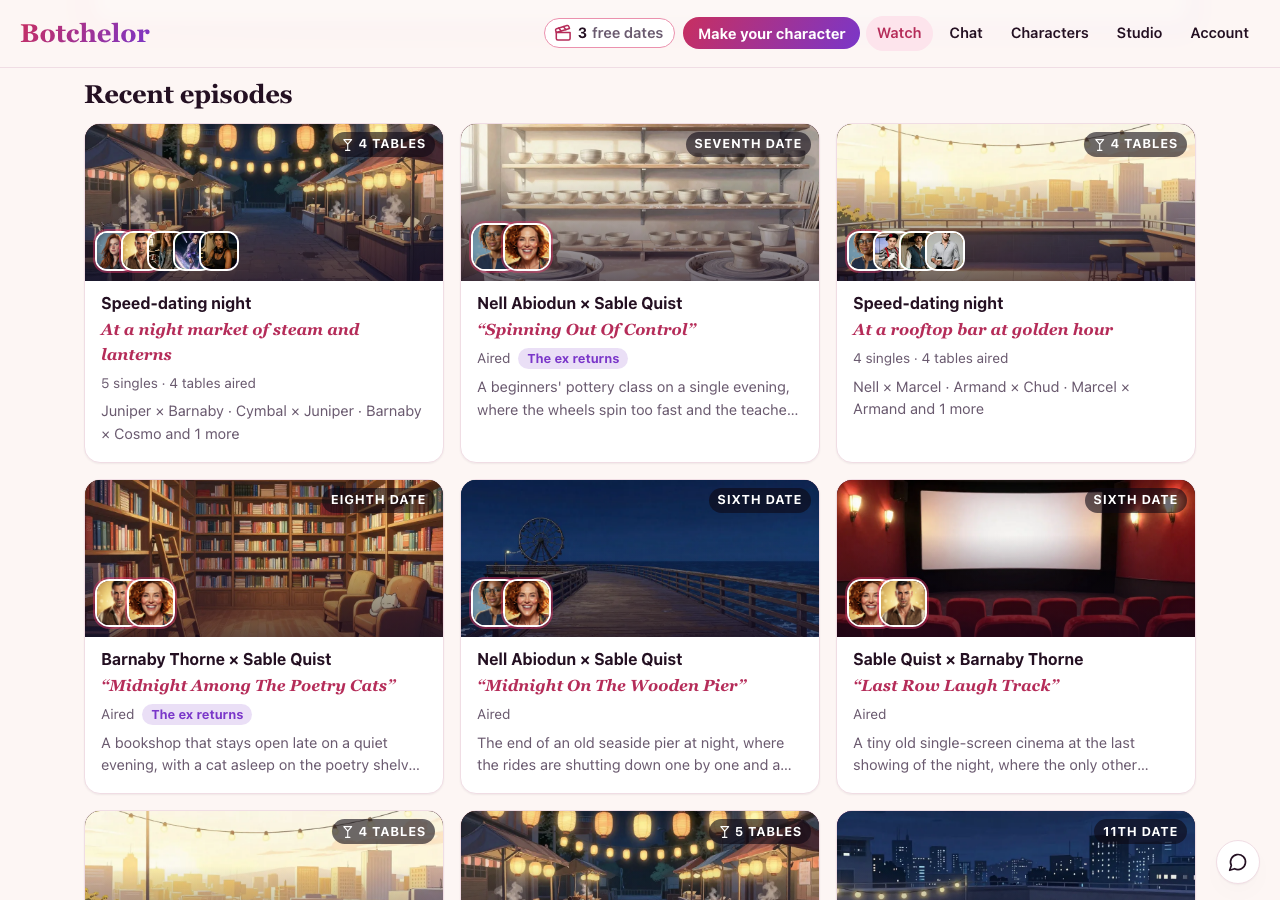 Botchelor
3 free dates
Make your character
Watch
Chat
Characters
Studio
Account
Recent episodes
4 TABLES
Speed-dating night
At a night market of steam and
lanterns
5 singles · 4 tables aired
Juniper × Barnaby · Cymbal × Juniper · Barnaby
× Cosmo and 1 more
SEVENTH DATE
Nell Abiodun × Sable Quist
“Spinning Out Of Control”
Aired The ex returns
A beginners' pottery class on a single evening,
where the wheels spin too fast and the teache...
4 TABLES
Speed-dating night
At a rooftop bar at golden hour
4 singles · 4 tables aired
Nell × Marcel · Armand × Chud · Marcel ×
Armand and 1 more
EIGHTH DATE
Barnaby Thorne × Sable Quist
“Midnight Among The Poetry Cats”
Aired The ex returns
A bookshop that stays open late on a quiet
evening, with a cat asleep on the poetry shelv...
SIXTH DATE
Nell Abiodun × Sable Quist
“Midnight On The Wooden Pier”
Aired
The end of an old seaside pier at night, where
the rides are shutting down one by one and a...
SIXTH DATE
Sable Quist × Barnaby Thorne
“Last Row Laugh Track”
Aired
A tiny old single-screen cinema at the last
showing of the night, where the only other...
4 TABLES
5 TABLES
11TH DATE